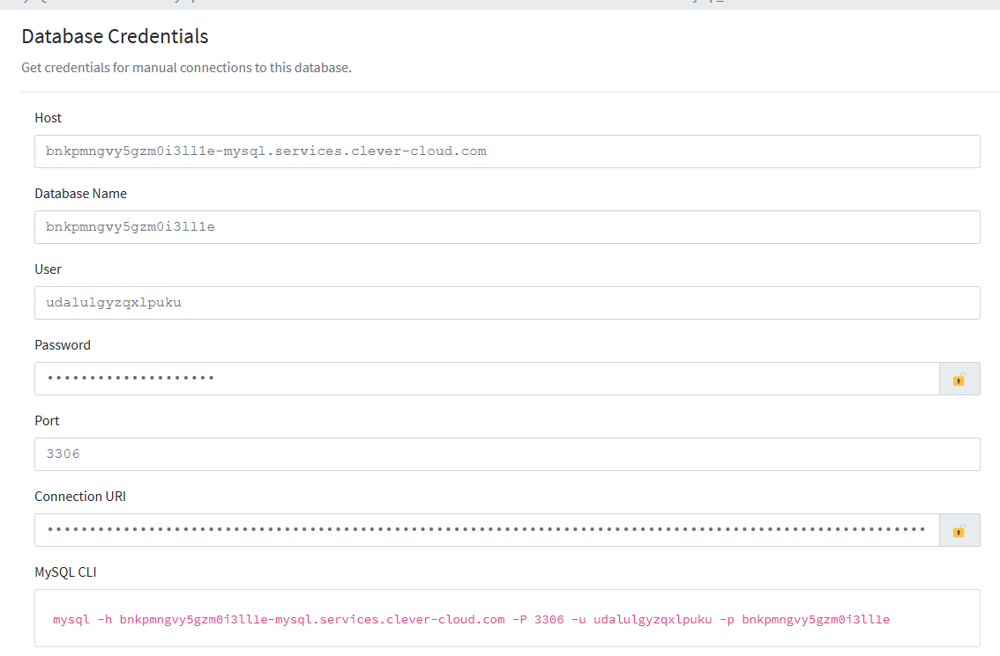 Database Credentials
Get credentials for manual connections to this database.
Host
bnkpmngvy5gzm0i3ll1e-mysql.services.clever-cloud.com
Database Name
bnkpmngvy5gzm0i3ll1e
User
udalulgyzqxlpuku
Password
Port
3306
Connection URI
MySQL CLI
mysql -h bnkpmngvy5gzm0i3ll1e-mysql.services.clever-cloud.com -P 3306 -u udalulgyzqxlpuku -p bnkpmngvy5gzm0i3ll1e